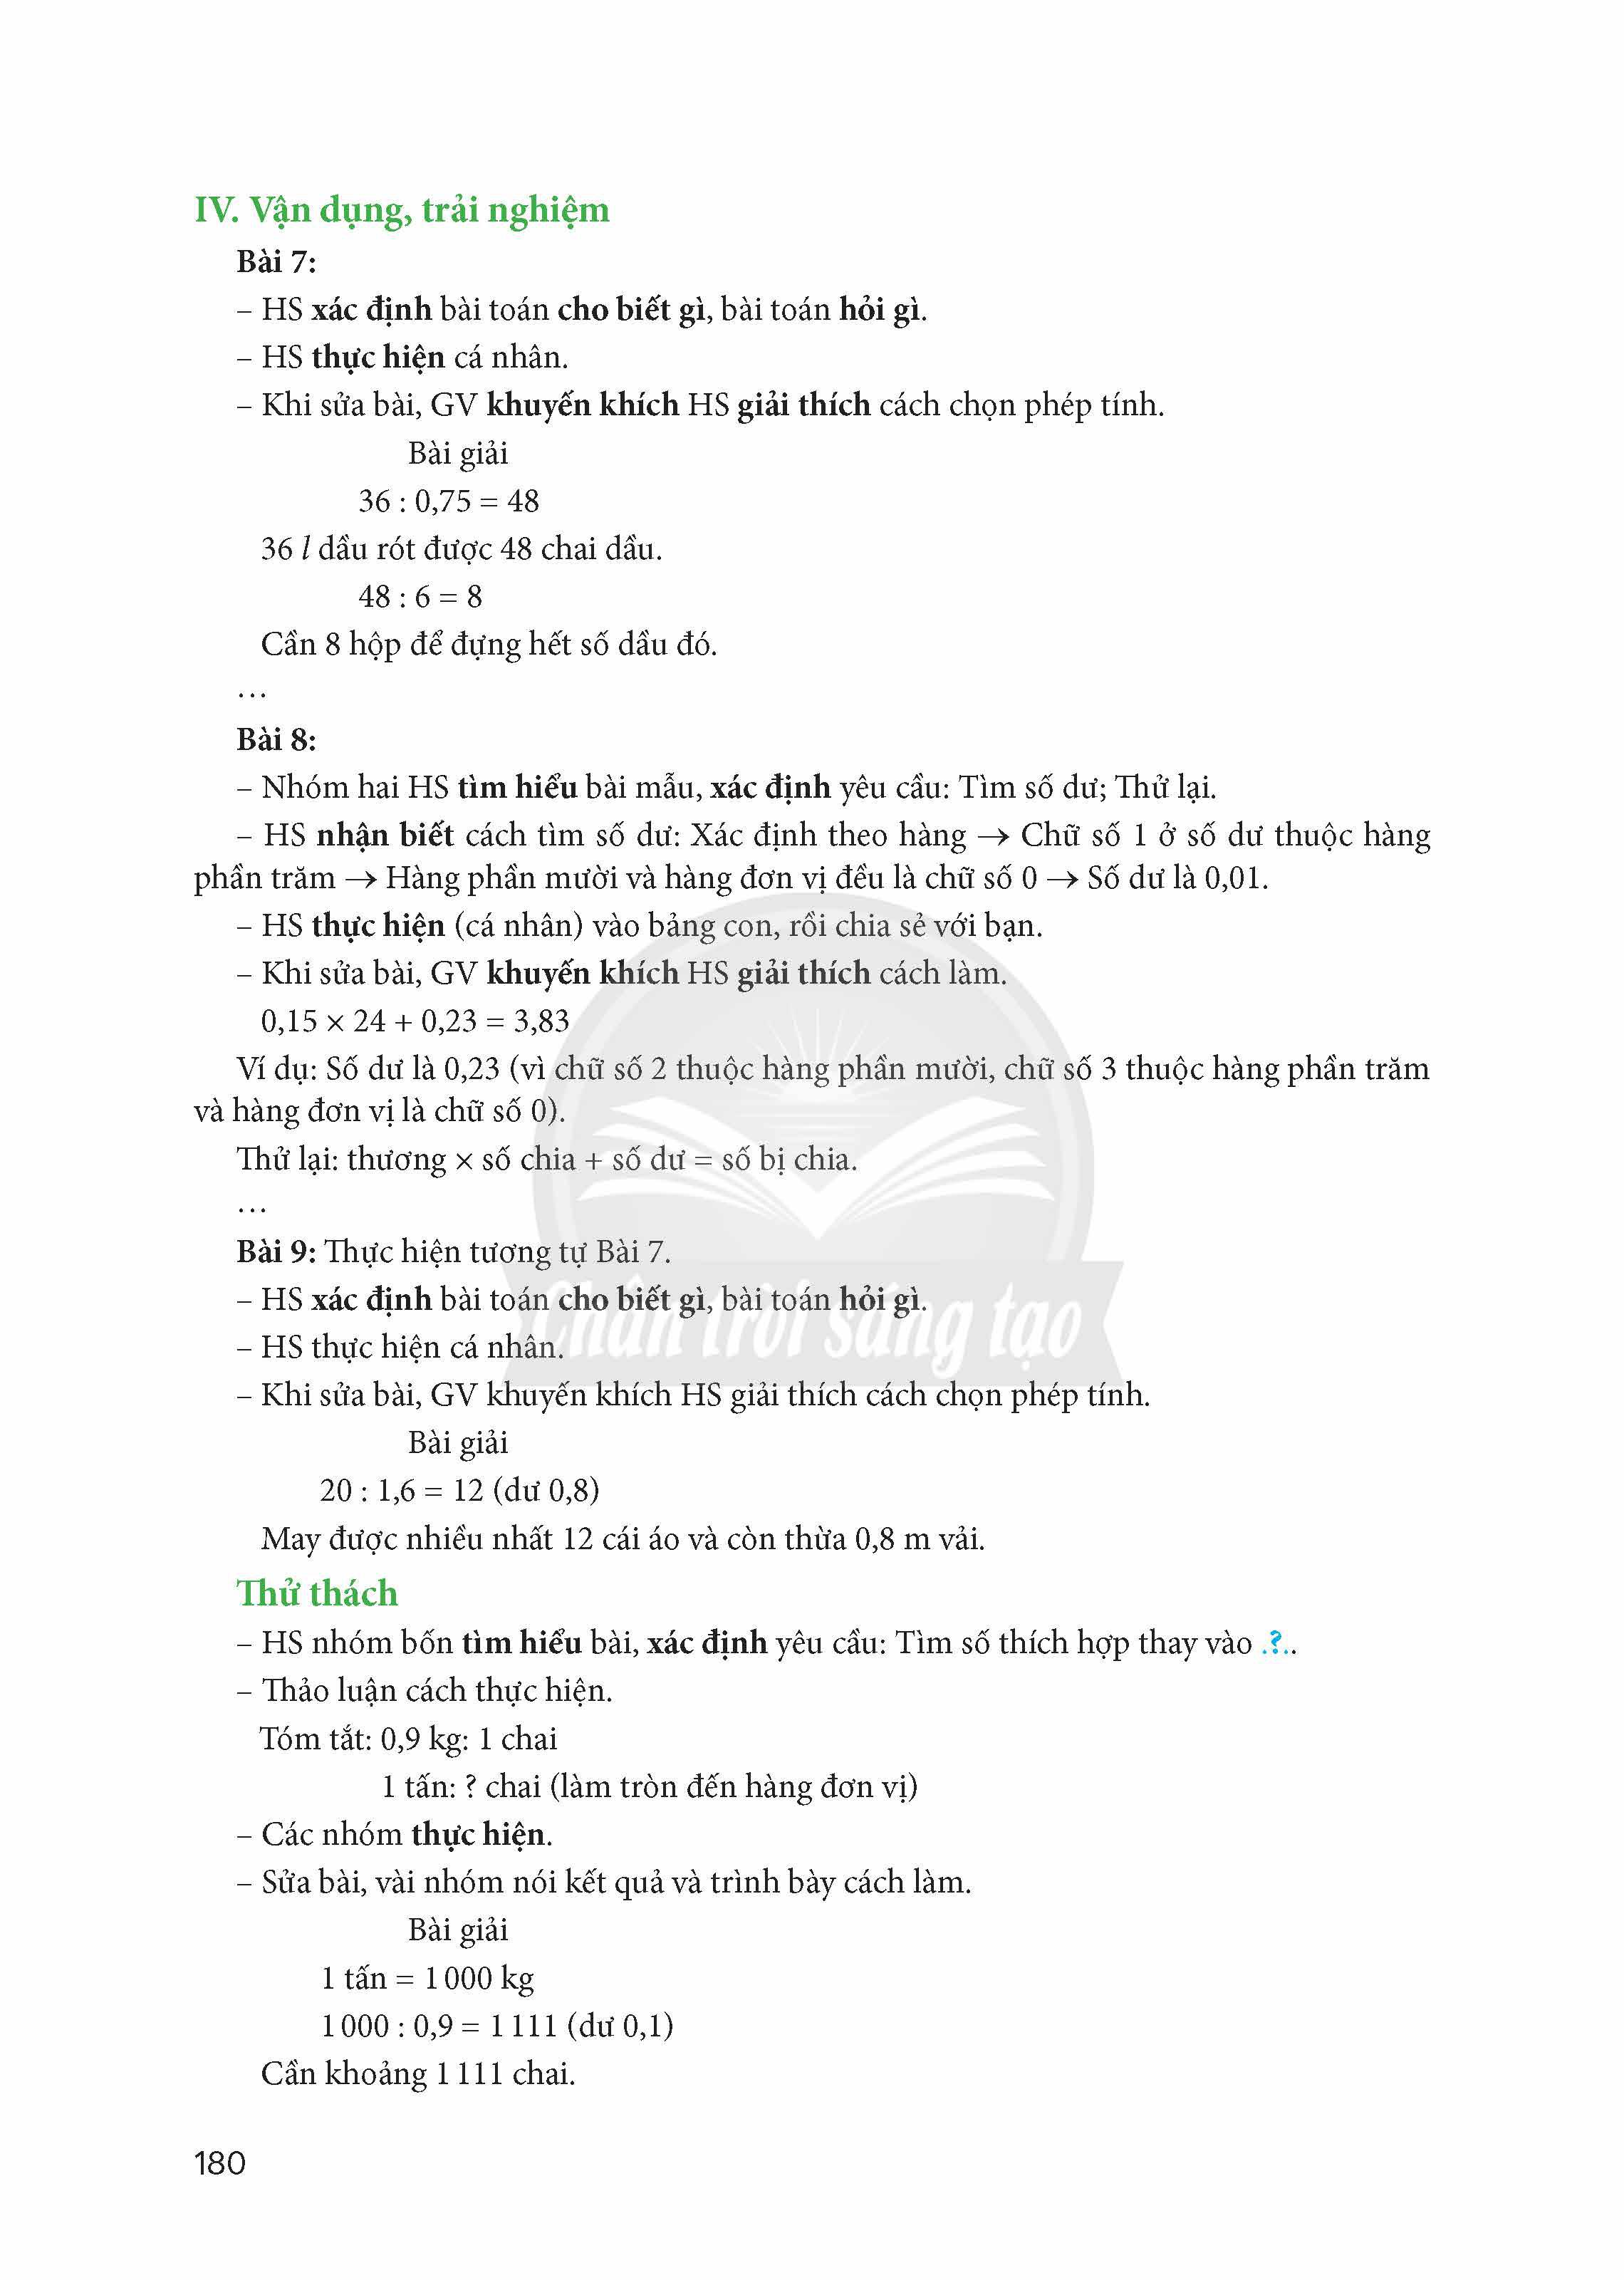 IV. Vận dụng, trải nghiệm
Bài 7:
– HS xác định bài toán cho biết gì, bài toán hỏi gì.
– HS thực hiện cá nhân.
– Khi sửa bài, GV khuyến khích HS giải thích cách chọn phép tính.
Bài giải
36 : 0,75 = 48
36 l dầu rót được 48 chai dầu.
48 : 6 = 8
Cần 8 hộp để đựng hết số dầu đó.
…
Bài 8:
– Nhóm hai HS tìm hiểu bài mẫu, xác định yêu cầu: Tìm số dư; Thử lại.
– HS nhận biết cách tìm số dư: Xác định theo hàng → Chữ số 1 ở số dư thuộc hàng
phần trăm → Hàng phần mười và hàng đơn vị đều là chữ số 0 → Số dư là 0,01.
– HS thực hiện (cá nhân) vào bảng con, rồi chia sẻ với bạn.
– Khi sửa bài, GV khuyến khích HS giải thích cách làm.
0,15 × 24 + 0,23 = 3,83
Ví dụ: Số dư là 0,23 (vì chữ số 2 thuộc hàng phần mười, chữ số 3 thuộc hàng phần trăm
và hàng đơn vị là chữ số 0).
Thử lại: thương × số chia + số dư = số bị chia.
…
Bài 9: Thực hiện tương tự Bài 7.
– HS xác định bài toán cho biết gì, bài toán hỏi gì.
Chân trời sáng tạo
– HS thực hiện cá nhân.
– Khi sửa bài, GV khuyến khích HS giải thích cách chọn phép tính.
Bài giải
20 : 1,6 = 12 (dư 0,8)
May được nhiều nhất 12 cái áo và còn thừa 0,8 m vải.
Thử thách
– HS nhóm bốn tìm hiểu bài, xác định yêu cầu: Tìm số thích hợp thay vào .?..
– Thảo luận cách thực hiện.
Tóm tắt: 0,9 kg: 1 chai
1 tấn: ? chai (làm tròn đến hàng đơn vị)
– Các nhóm thực hiện.
– Sửa bài, vài nhóm nói kết quả và trình bày cách làm.
Bài giải
1 tấn = 1 000 kg
1 000 : 0,9 = 1 111 (dư 0,1)
Cần khoảng 1 111 chai.
180